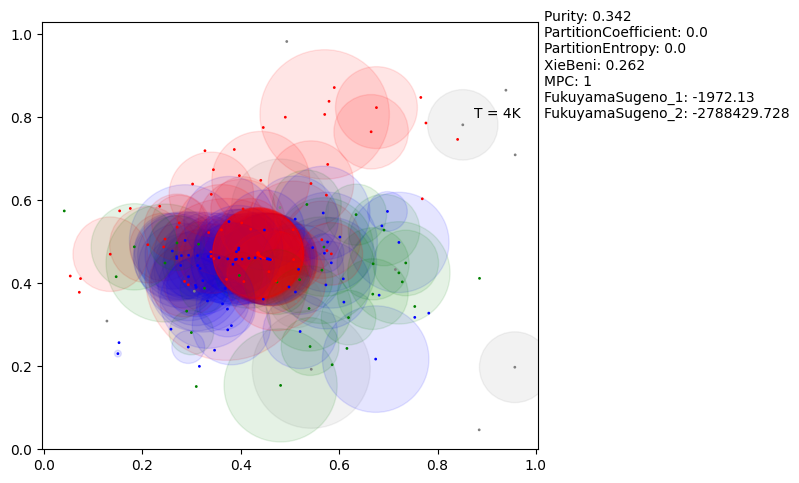 Purity: 0.342
PartitionCoefficient: 0.0
PartitionEntropy: 0.0
XieBeni: 0.262
MPC: 1
FukuyamaSugeno_1: -1972.13
FukuyamaSugeno_2: -2788429.728
T = 4K
1.0
0.8
0.6
0.4
0.2
0.0
0.0 0.2 0.4 0.6 0.8 1.0